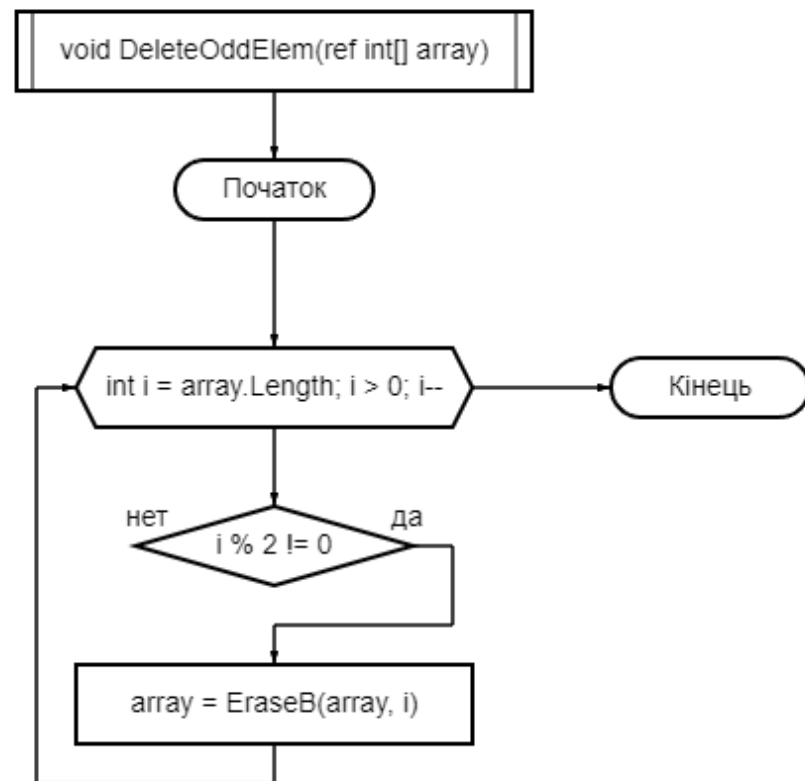 void DeleteOddElem(ref int[] array)
Початок
int i = array.Length; i > 0; i--
Кінець
нет
да
i % 2 != 0
array = EraseB(array, i)